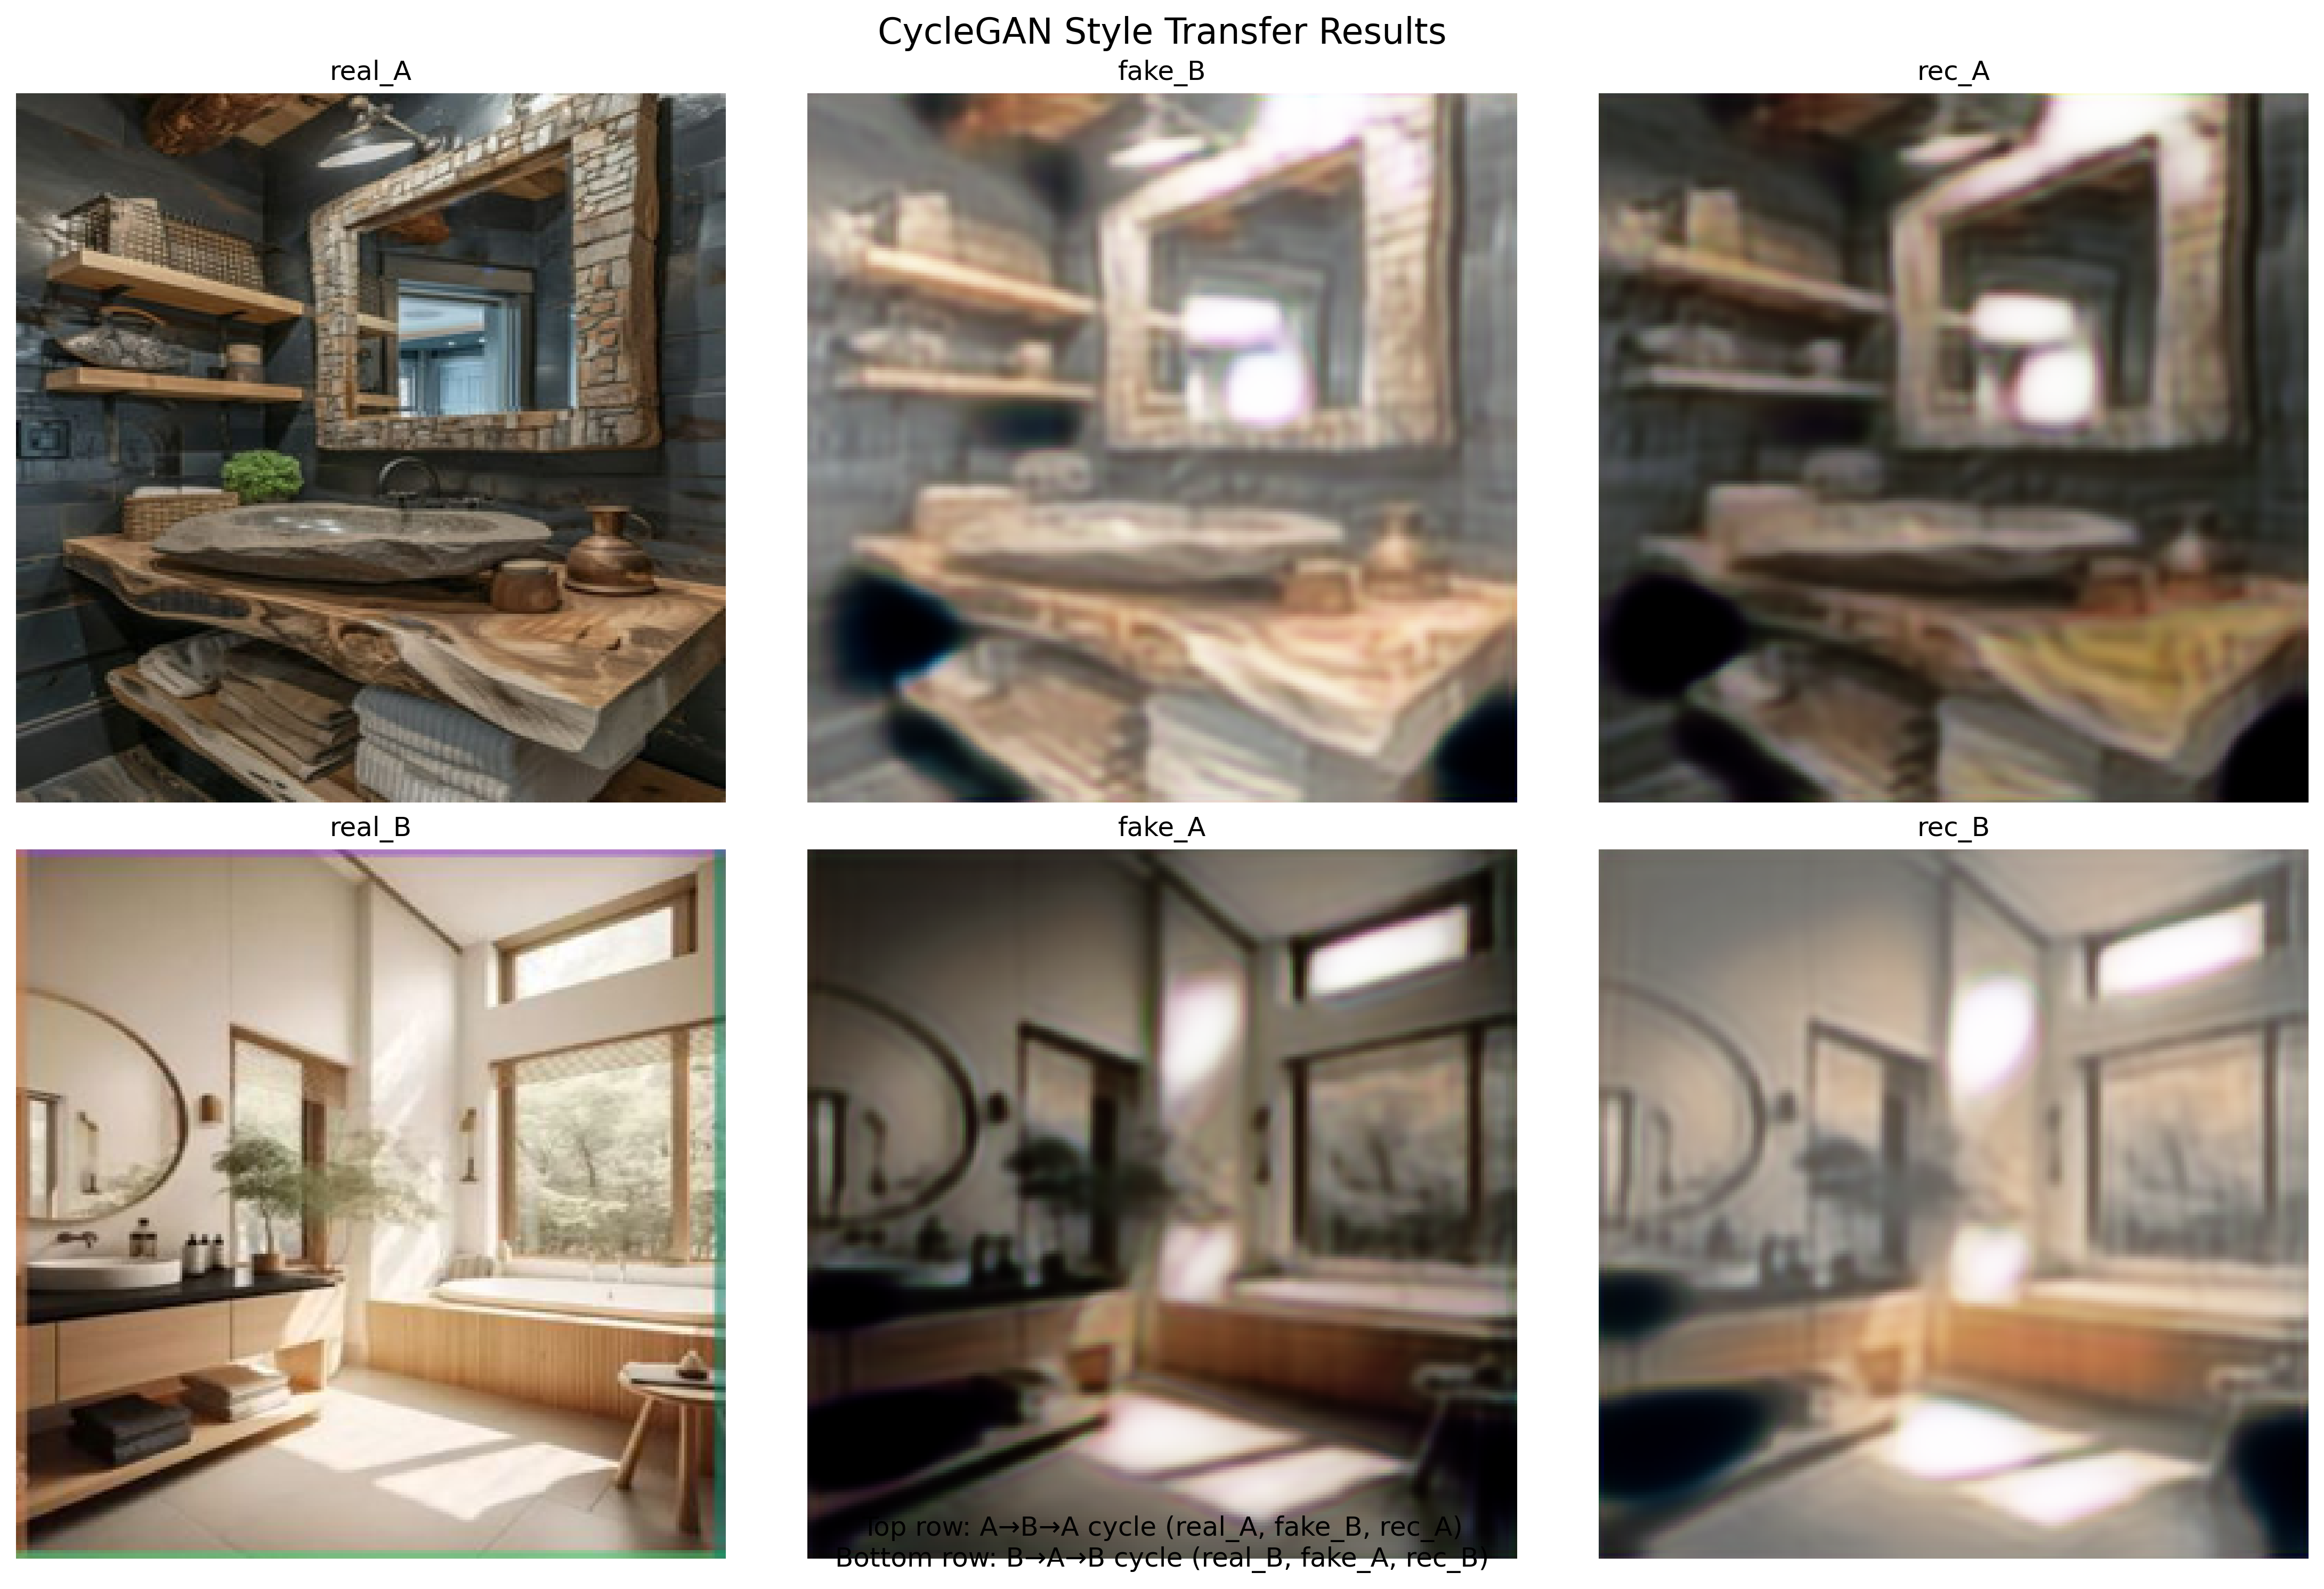 CycleGAN Style Transfer Results
real_A
fake_B
rec_A
real_B
fake_A
rec_B
Top row: A→B→A cycle (real_A, fake_B, rec_A)
Bottom row: B→A→B cycle (real_B, fake_A, rec_B)